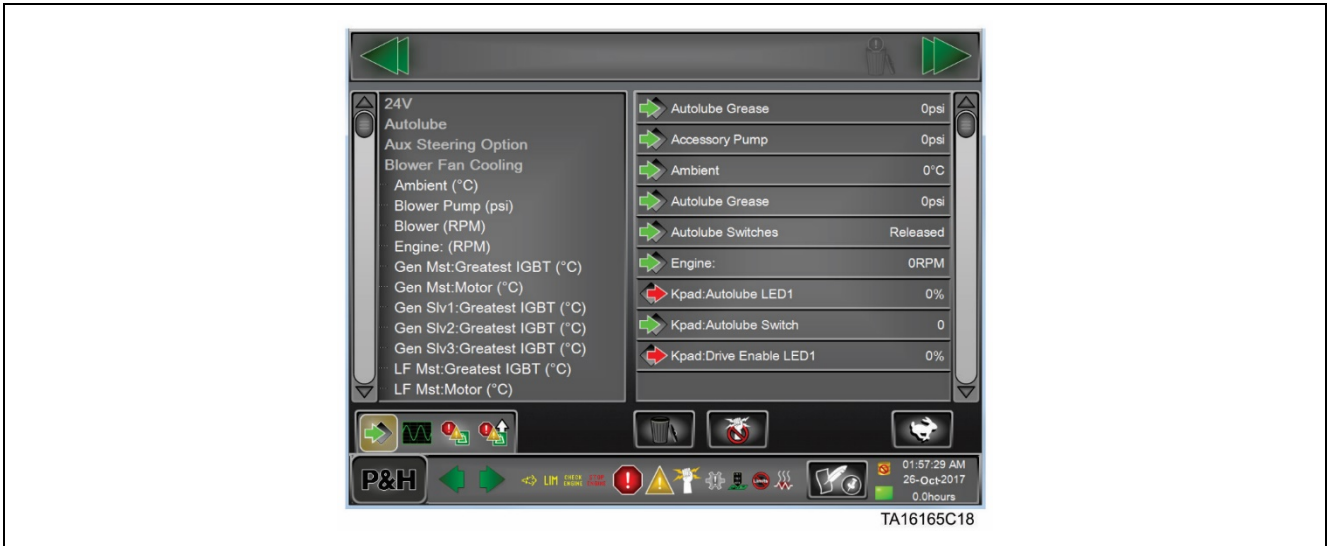 24V
Autolube
Aux Steering Option
Blower Fan Cooling
Ambient (°C)
Blower Pump (psi)
Blower (RPM)
Engine: (RPM)
Gen Mst:Greatest IGBT (°C)
Gen Mst:Motor (°C)
Gen Slv1:Greatest IGBT (°C)
Gen Slv2:Greatest IGBT (°C)
Gen Slv3:Greatest IGBT (°C)
LF Mst:Greatest IGBT (°C)
LF Mst:Motor (°C)
Autolube Grease 0psi
Accessory Pump 0psi
Ambient 0°C
Autolube Grease 0psi
Autolube Switches Released
Engine: 0RPM
Kpad:Autolube LED1 0%
Kpad:Autolube Switch 0
Kpad:Drive Enable LED1 0%
P&H
LIM
CHECK ENGINE
STOP ENGINE
01:57:29 AM
26-Oct-2017
0.0hours
TA16165C18